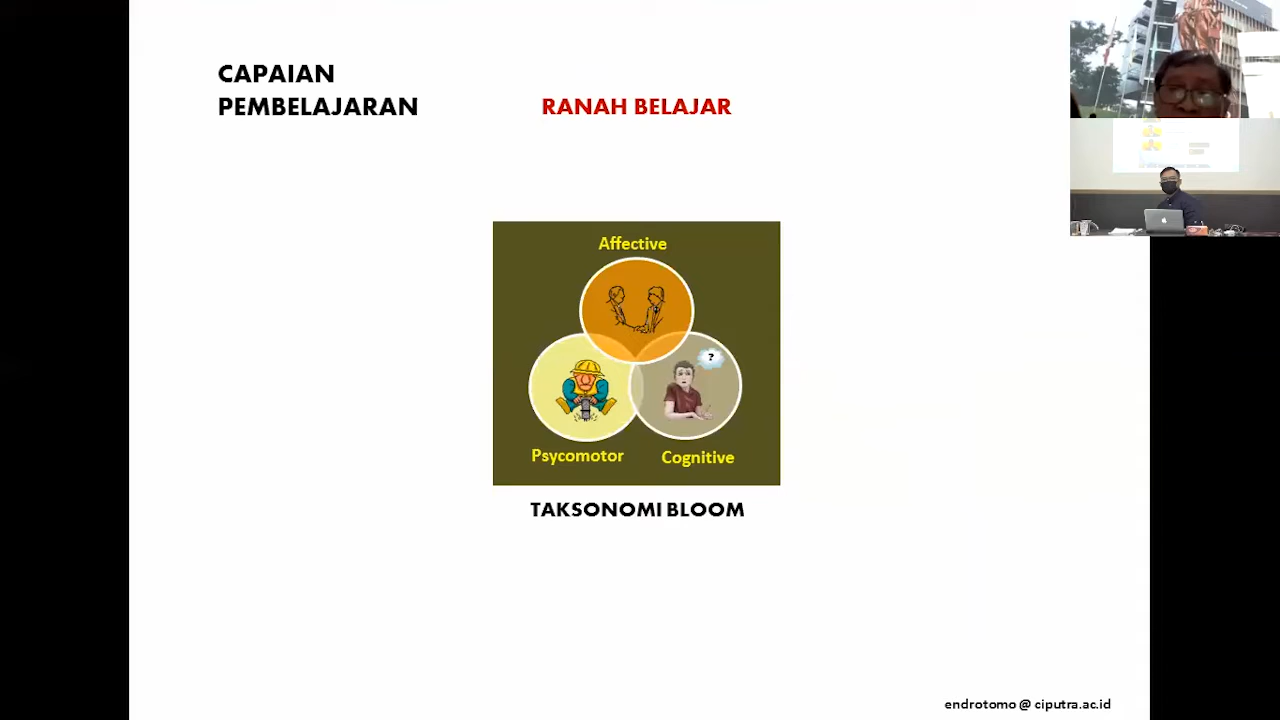 CAPAIAN
PEMBELAJARAN
RANAH BELAJAR
Affective
?
Psycomotor
Cognitive
TAKSONOMI BLOOM
endrotomo @ ciputra.ac.id